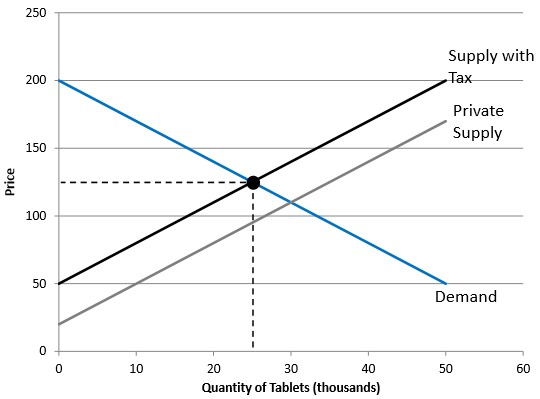 250
200
150
100
50
0
Price
Supply with
Tax
Private
Supply
Demand
0 10 20 30 40 50 60
Quantity of Tablets (thousands)